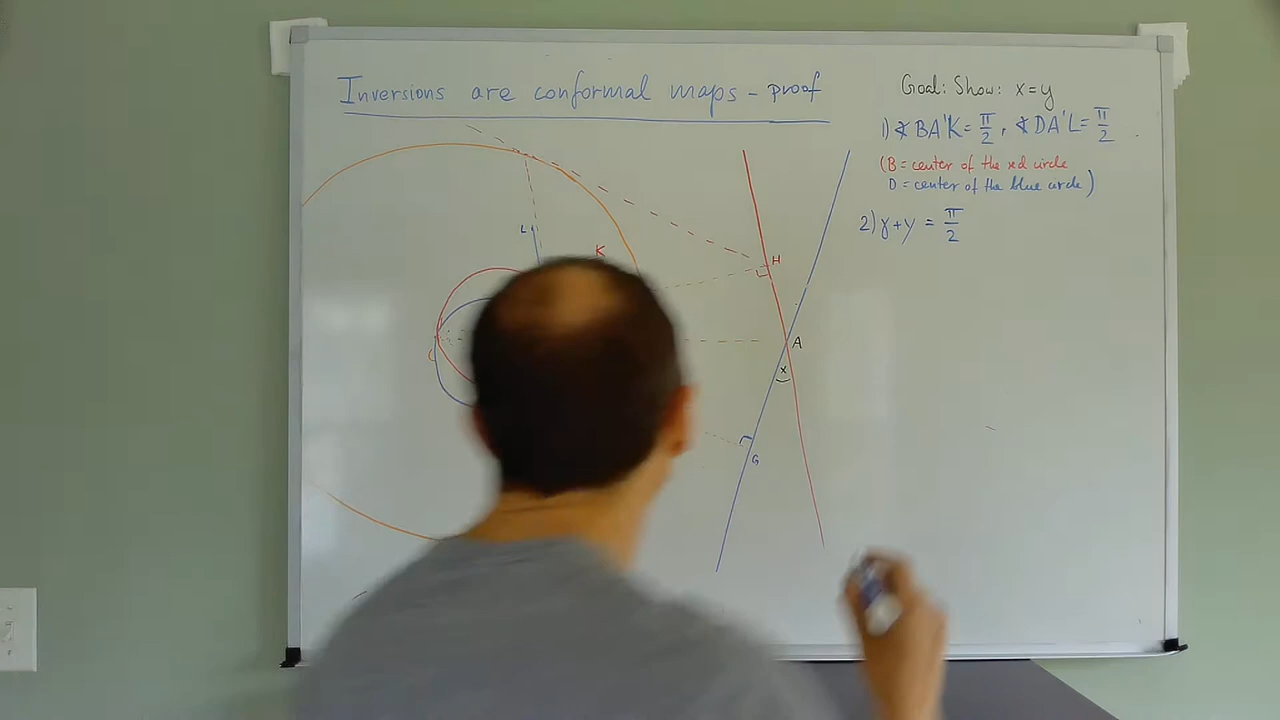 Inversions are conformal maps - proof
Goal: Show: x=y
1) ∢BA'K = π/2, ∢DA'L = π/2
(B = center of the red circle
D = center of the blue circle)
2) γ+y = π/2
L
K
H
A
x
G